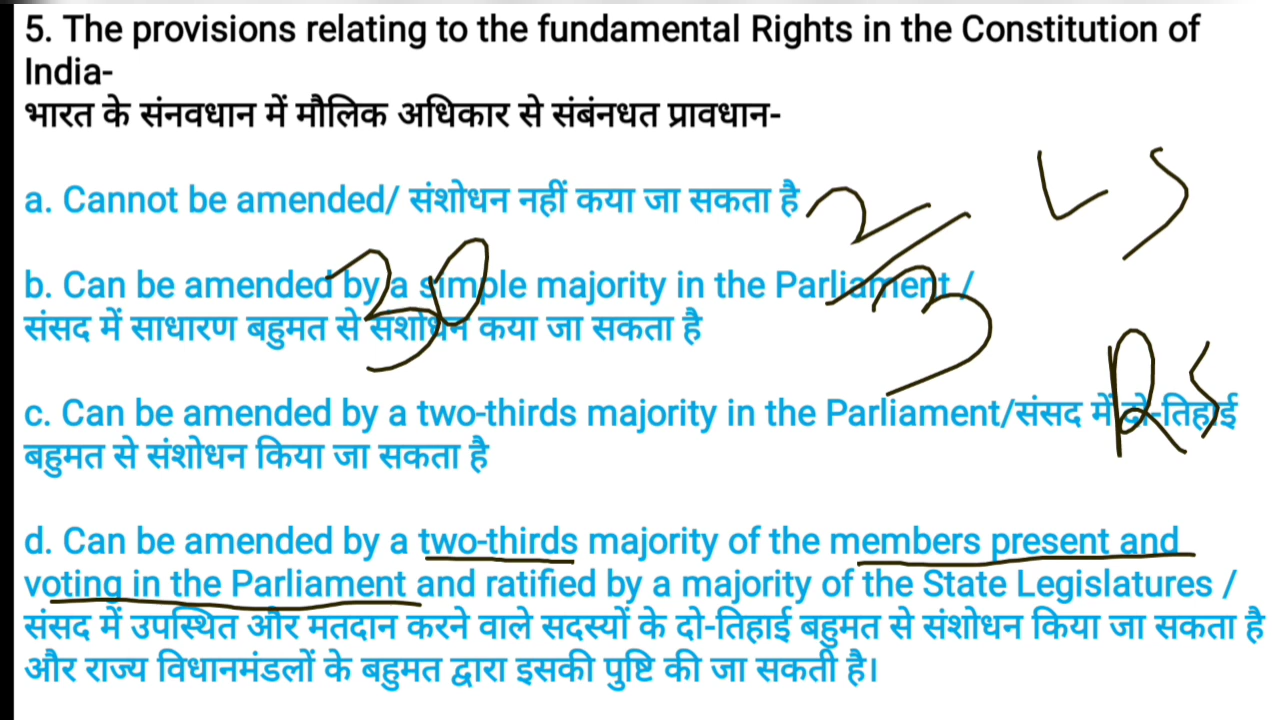 5. The provisions relating to the fundamental Rights in the Constitution of
India-
भारत के संनवधान में मौलिक अधिकार से संबंनधत प्रावधान-
a. Cannot be amended/ संशोधन नहीं कया जा सकता है
2/3
LS
b. Can be amended by a simple majority in the Parliament /
संसद में साधारण बहुमत से संशोधन कया जा सकता है
30
RS
c. Can be amended by a two-thirds majority in the Parliament/संसद में दो-तिहाई
बहुमत से संशोधन किया जा सकता है
d. Can be amended by a two-thirds majority of the members present and
voting in the Parliament and ratified by a majority of the State Legislatures /
संसद में उपस्थित और मतदान करने वाले सदस्यों के दो-तिहाई बहुमत से संशोधन किया जा सकता है
और राज्य विधानमंडलों के बहुमत द्वारा इसकी पुष्टि की जा सकती है।